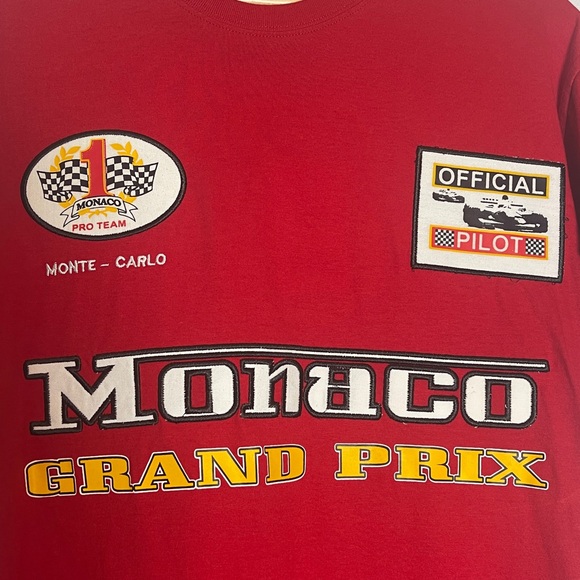 1
MONACO
PRO TEAM
MONTE - CARLO
OFFICIAL
PILOT
Monaco
GRAND PRIX